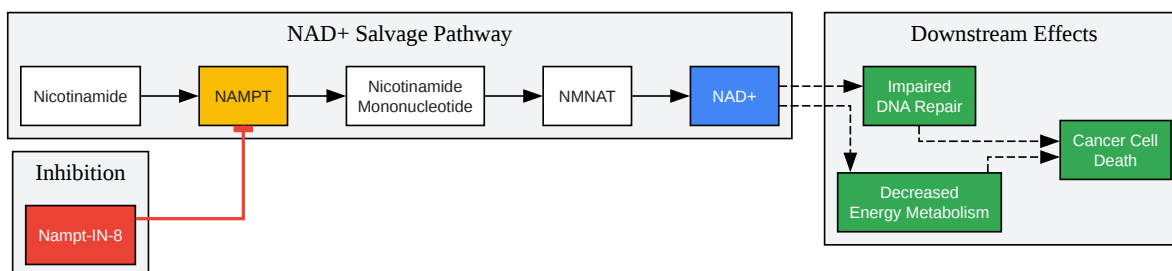 NAD+ Salvage Pathway
Nicotinamide
NAMPT
Nicotinamide
Mononucleotide
NMNAT
NAD+
Downstream Effects
Impaired
DNA Repair
Cancer Cell
Death
Decreased
Energy Metabolism
Inhibition
Nampt-IN-8